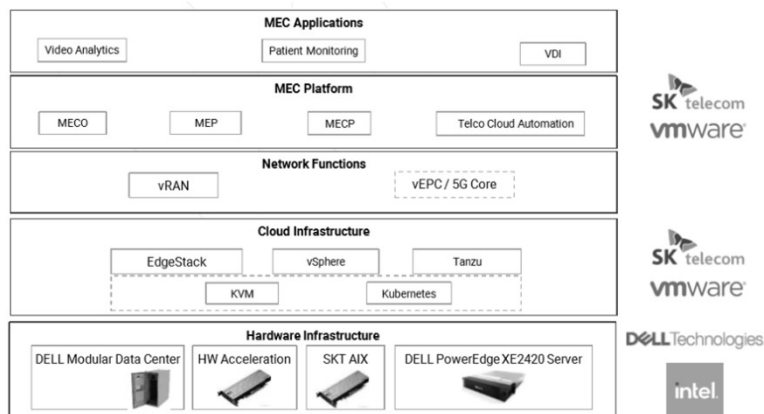 MEC Applications
Video Analytics
Patient Monitoring
VDI
MEC Platform
MECO
MEP
MECP
Telco Cloud Automation
SK telecom
vmware
Network Functions
vRAN
vEPC / 5G Core
Cloud Infrastructure
EdgeStack
vSphere
Tanzu
KVM
Kubernetes
SK telecom
vmware
Hardware Infrastructure
DELL Modular Data Center
HW Acceleration
SKT AIX
DELL PowerEdge XE2420 Server
DELLTechnologies
intel.